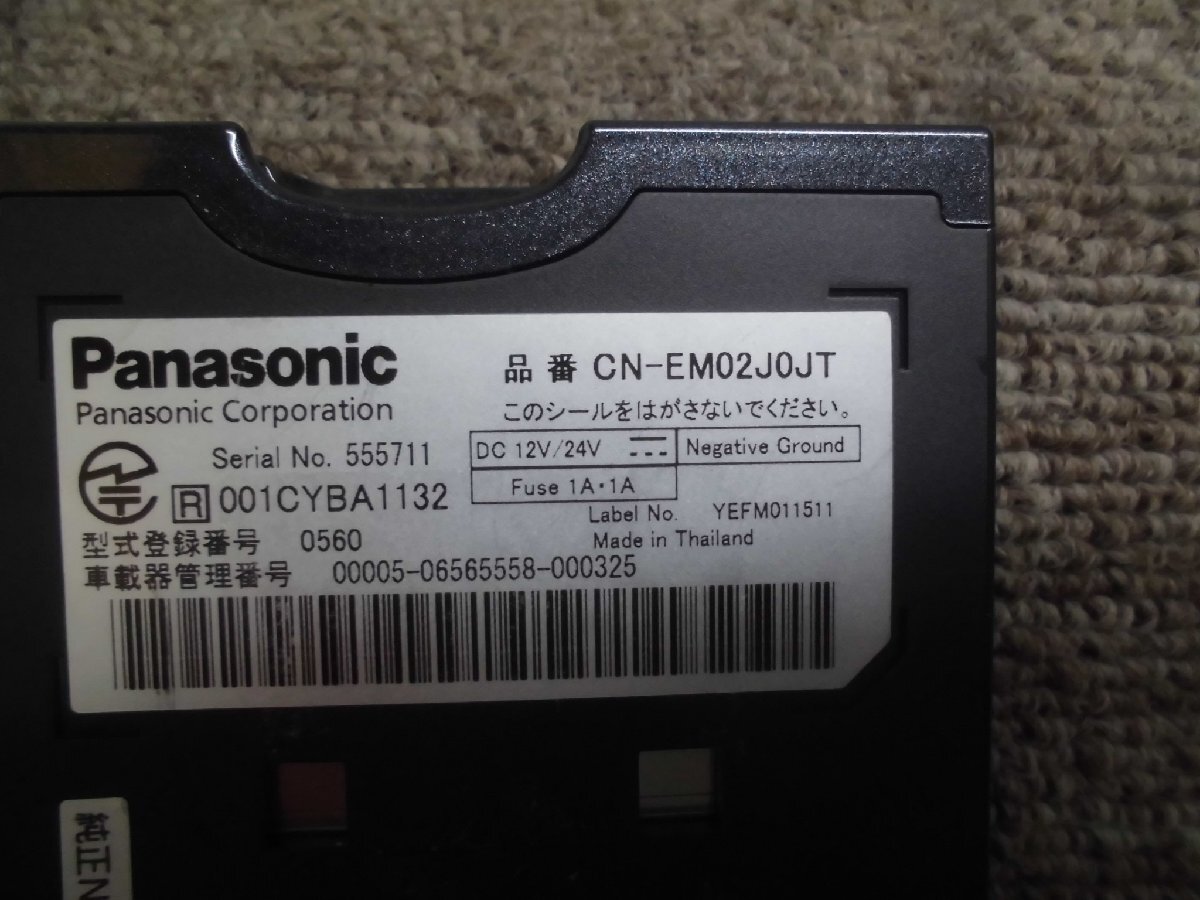 Panasonic
Panasonic Corporation
品番 CN-EM02J0JT
このシールをはがさないでください。
Serial No. 555711
DC 12V/24V
Negative Ground
Fuse 1A・1A
R 001CYBA1132
Label No. YEFM011511
Made in Thailand
型式登録番号 0560
車載器管理番号 00005-06565558-000325
純正N